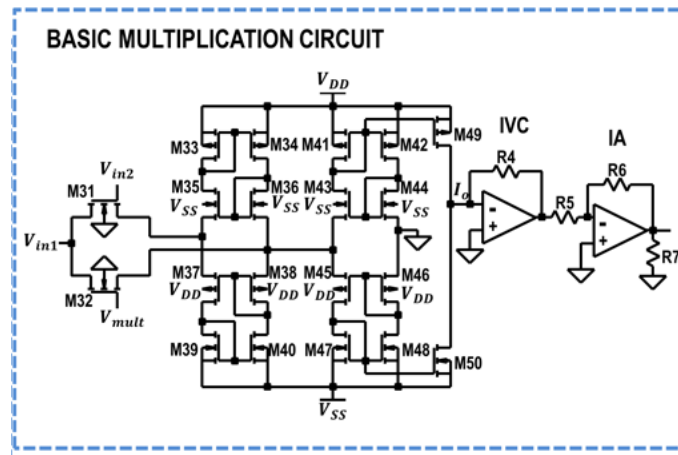 BASIC MULTIPLICATION CIRCUIT
V_DD
M33 M34 M41 M42 M49 IVC IA
V_in2 R4 R6
M31 M35 M36 M43 M44 I_o
V_SS V_SS V_SS V_SS
- R5 -
V_in1 + +
M37 M38 M45 M46 R7
M32 V_DD V_DD V_DD V_DD
V_mult
M39 M40 M47 M48 M50
V_SS